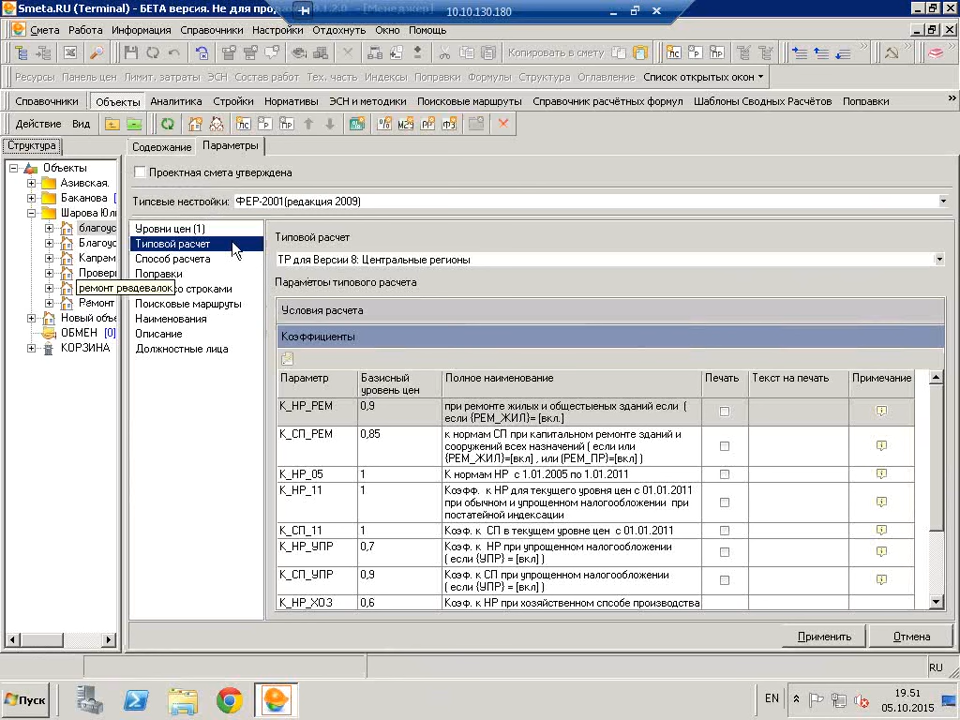 Smeta.RU (Terminal) - БЕТА версия. Не для про
10.10.130.180
Смета Работа Информация Справочники Настройки Отдохнуть Окно Помощь
Копировать в смету
Ресурсы Панель цен Лимит. затраты ЭСН Состав работ Тех. часть Индексы Поправки Формулы Структура Оглавление Список открытых окон
Справочники Объекты Аналитика Стройки Нормативы ЭСН и методики Поисковые маршруты Справочник расчётных формул Шаблоны Сводных Расчётов Поправки
Действие Вид
Структура
Содержание Параметры
Объекты
Азивская.
Баканова [
Шарова Юл
благоус
Благоус
Капрам
Провер
ремонт раздевалок
Ремонт
Новый объе
ОБМЕН [0]
КОРЗИНА
Проектная смета утверждена
Типовые настройки: ФЕР-2001(редакция 2009)
Уровни цен (1)
Типовой расчет
Способ расчета
Поправки
со строками
Поисковые маршруты
Наименования
Описание
Должностные лица
Типовой расчет
ТР для Версии 8: Центральные регионы
Параметры типового расчета
Условия расчета
Коэффициенты
Параметр Базисный уровень цен Полное наименование Печать Текст на печать Примечание
К_НР_РЕМ 0,9 при ремонте жилых и общестыеных зданий если (
если {РЕМ_ЖИЛ}= [вкл.]
К_СП_РЕМ 0,85 к нормам СП при капитальном ремонте зданий и
сооружений всех назначений ( если или
{РЕМ_ЖИЛ}=[вкл] , или {РЕМ_ПР}=[вкл] )
К_НР_05 1 К нормам НР с 1.01.2005 по 1.01.2011
К_НР_11 1 Коэфф. к НР для текущего уровня цен с 01.01.2011
при обычном и упрощенном налогообложении при
постатейной индексации
К_СП_11 1 Коэф. к СП в текущем уровне цен с 01.01.2011
К_НР_УПР 0,7 Коэф. к НР при упрощенном налогообложении
( если {УПР} = [вкл] )
К_СП_УПР 0,9 Коэф. к СП при упрощенном налогообложении
( если {УПР} = [вкл] )
К_НР_ХОЗ 0,6 Коэф. к НР при хозяйственном спсобе производства
Применить Отмена
RU
Пуск
EN
19.51
05.10.2015